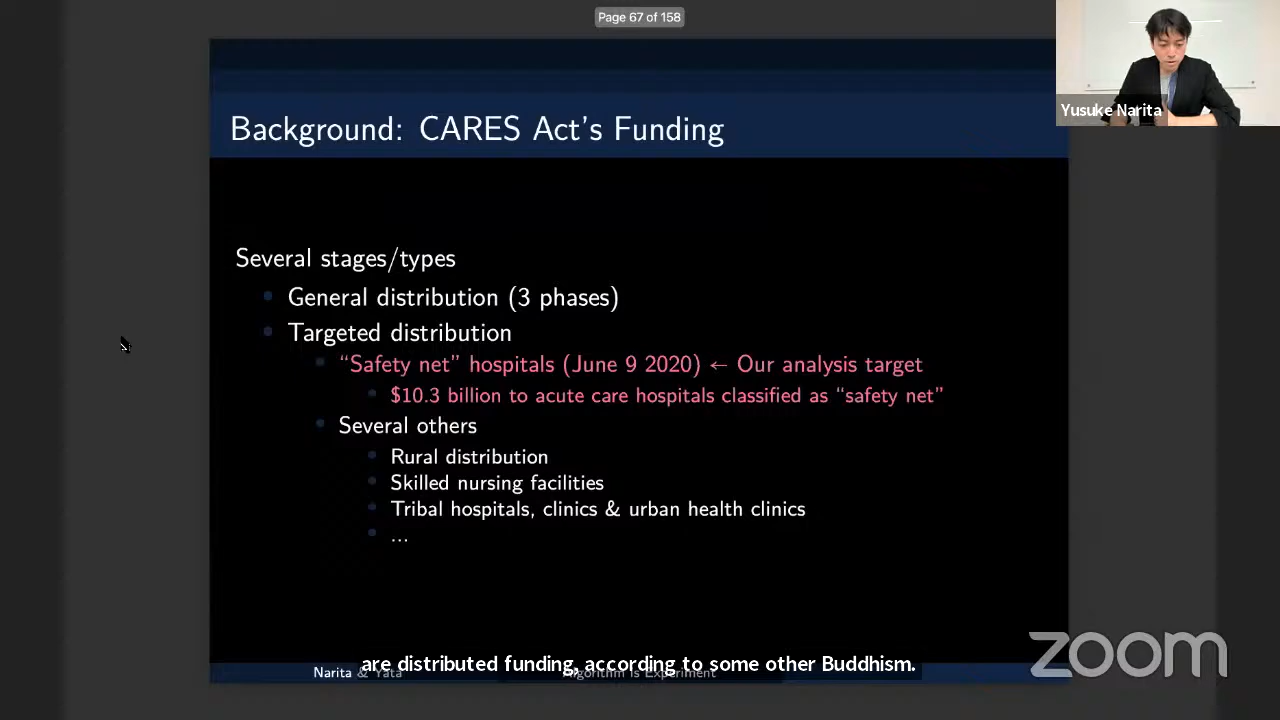 Page 67 of 158
Yusuke Narita
Background: CARES Act's Funding
Several stages/types
General distribution (3 phases)
Targeted distribution
“Safety net” hospitals (June 9 2020) ← Our analysis target
$10.3 billion to acute care hospitals classified as “safety net”
Several others
Rural distribution
Skilled nursing facilities
Tribal hospitals, clinics & urban health clinics
...
are distributed funding, according to some other Buddhism.
Narita & Yata Algorithm is Experiment
zoom